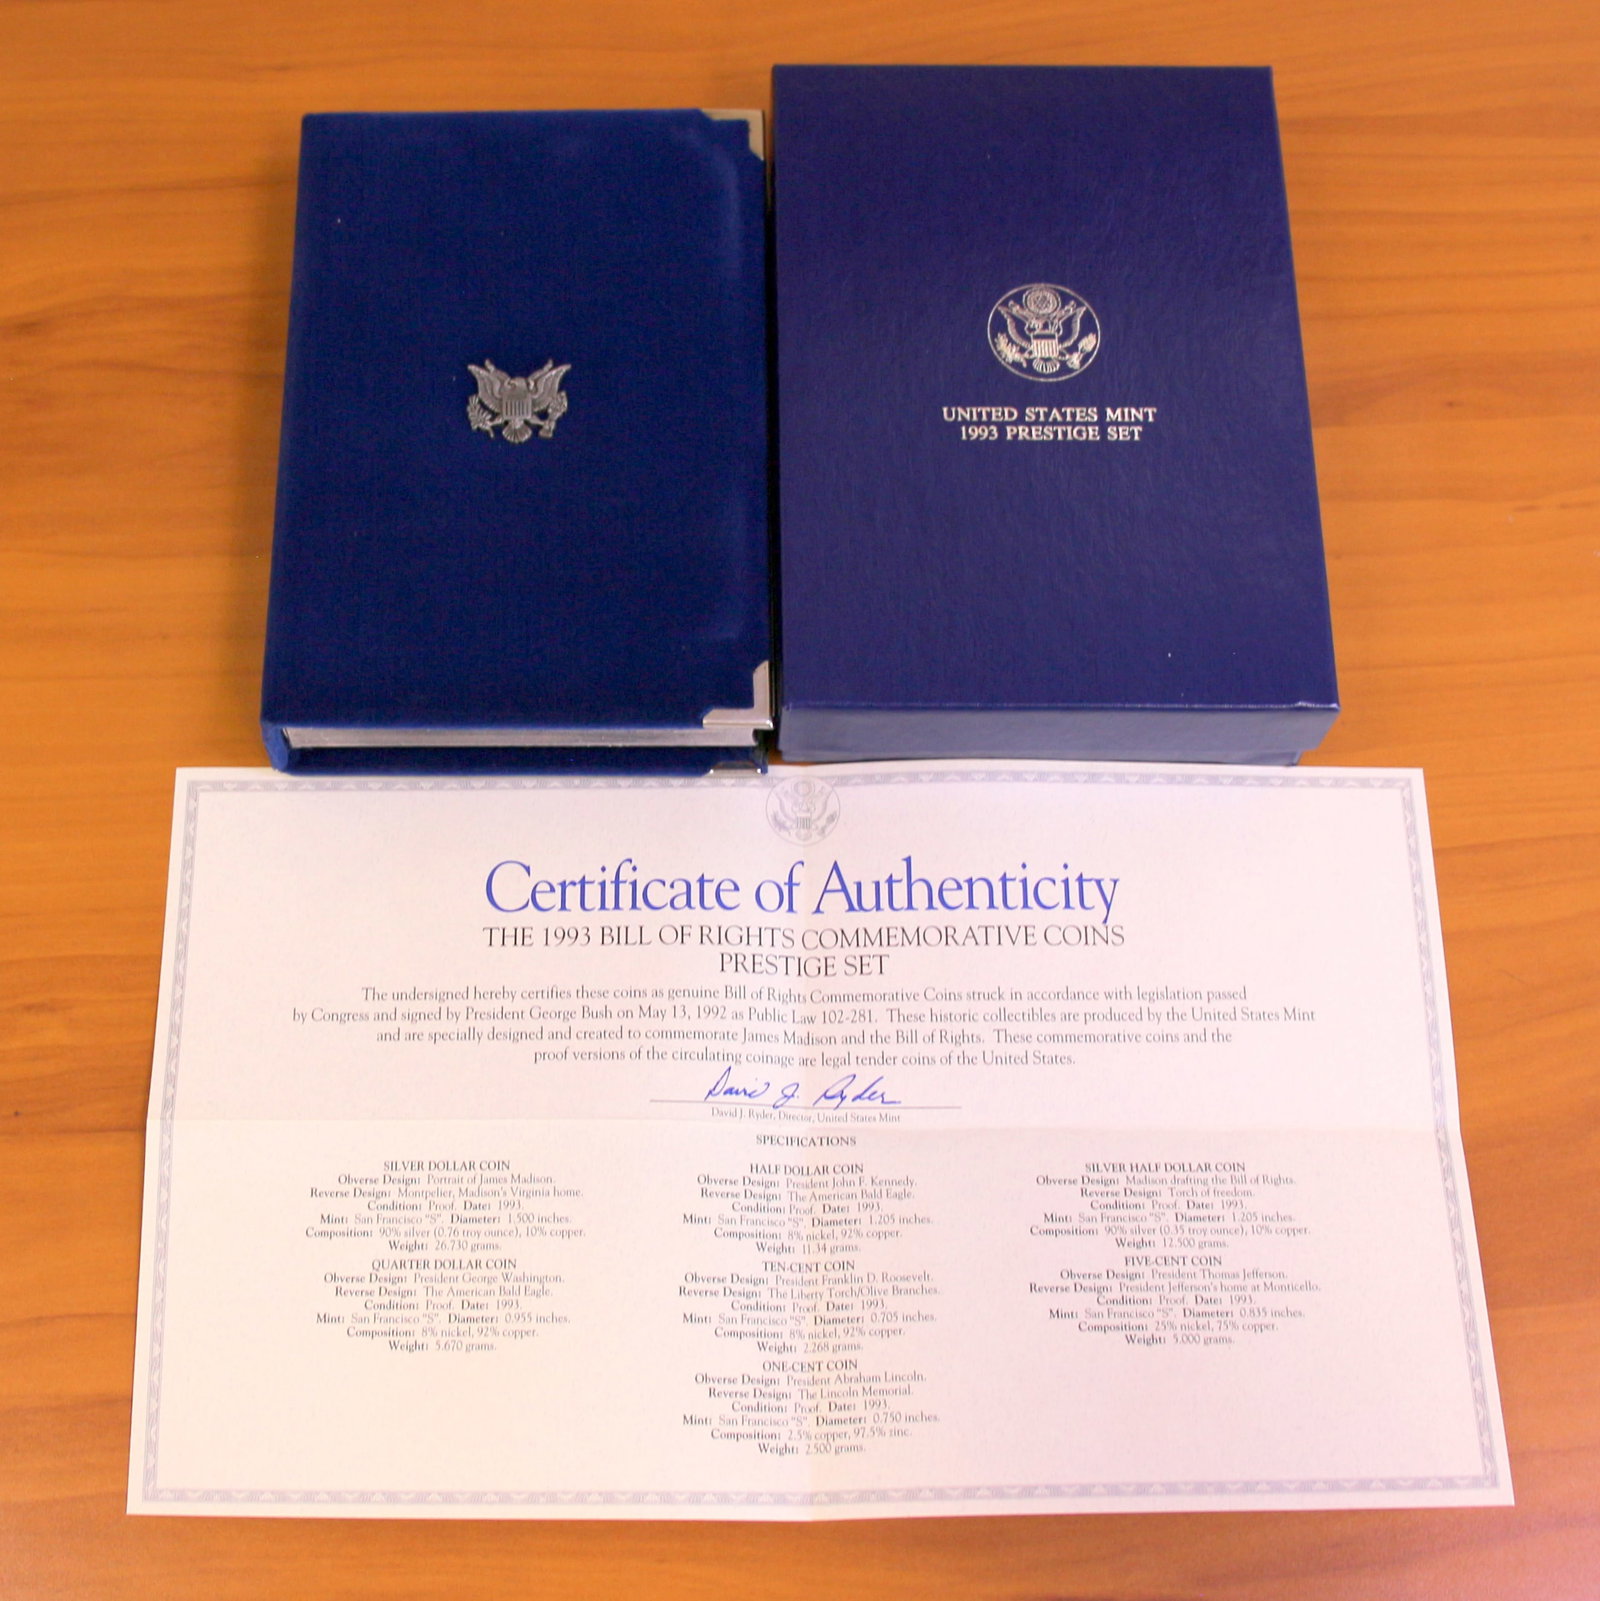 UNITED STATES MINT
1993 PRESTIGE SET
Certificate of Authenticity
THE 1993 BILL OF RIGHTS COMMEMORATIVE COINS
PRESTIGE SET
The undersigned hereby certifies these coins as genuine Bill of Rights Commemorative Coins struck in accordance with legislation passed
by Congress and signed by President George Bush on May 13, 1992 as Public Law 102-281. These historic collectibles are produced by the United States Mint
and are specially designed and created to commemorate James Madison and the Bill of Rights. These commemorative coins and the
proof versions of the circulating coinage are legal tender coins of the United States.
David J. Ryder
David J. Ryder, Director, United States Mint
SPECIFICATIONS
SILVER DOLLAR COIN
Obverse Design: Portrait of James Madison.
Reverse Design: Montpelier, Madison's Virginia home.
Condition: Proof. Date: 1993.
Mint: San Francisco "S". Diameter: 1.500 inches.
Composition: 90% silver (0.76 troy ounce), 10% copper.
Weight: 26.730 grams.
QUARTER DOLLAR COIN
Obverse Design: President George Washington.
Reverse Design: The American Bald Eagle.
Condition: Proof. Date: 1993.
Mint: San Francisco "S". Diameter: 0.955 inches.
Composition: 8% nickel, 92% copper.
Weight: 5.670 grams.
HALF DOLLAR COIN
Obverse Design: President John F. Kennedy.
Reverse Design: The American Bald Eagle.
Condition: Proof. Date: 1993.
Mint: San Francisco "S". Diameter: 1.205 inches.
Composition: 8% nickel, 92% copper.
Weight: 11.34 grams.
TEN-CENT COIN
Obverse Design: President Franklin D. Roosevelt.
Reverse Design: The Liberty Torch/Olive Branches.
Condition: Proof. Date: 1993.
Mint: San Francisco "S". Diameter: 0.705 inches.
Composition: 8% nickel, 92% copper.
Weight: 2.268 grams.
ONE-CENT COIN
Obverse Design: President Abraham Lincoln.
Reverse Design: The Lincoln Memorial.
Condition: Proof. Date: 1993.
Mint: San Francisco "S". Diameter: 0.750 inches.
Composition: 2.5% copper, 97.5% zinc.
Weight: 2.500 grams.
SILVER HALF DOLLAR COIN
Obverse Design: Madison drafting the Bill of Rights.
Reverse Design: Torch of freedom.
Condition: Proof. Date: 1993.
Mint: San Francisco "S". Diameter: 1.205 inches.
Composition: 90% silver (0.35 troy ounce), 10% copper.
Weight: 12.500 grams.
FIVE-CENT COIN
Obverse Design: President Thomas Jefferson.
Reverse Design: President Jefferson's home at Monticello.
Condition: Proof. Date: 1993.
Mint: San Francisco "S". Diameter: 0.835 inches.
Composition: 25% nickel, 75% copper.
Weight: 5.000 grams.